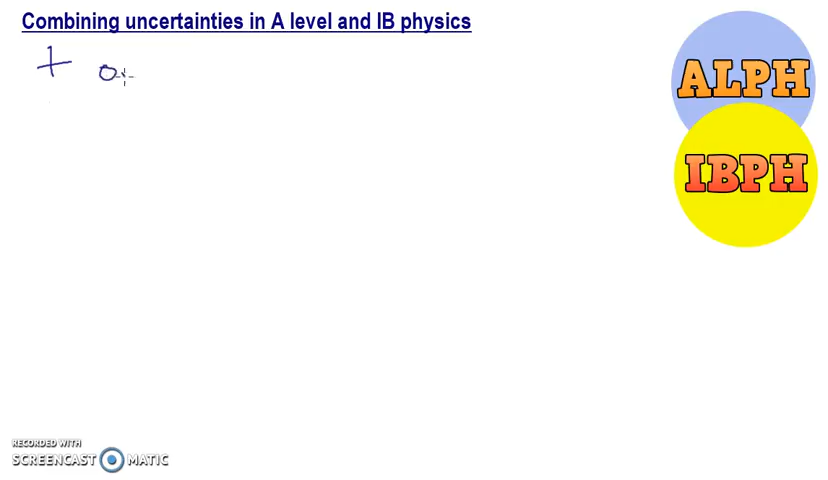 Combining uncertainties in A level and IB physics
+ o
ALPH
IBPH
RECORDED WITH
SCREENCAST MATIC